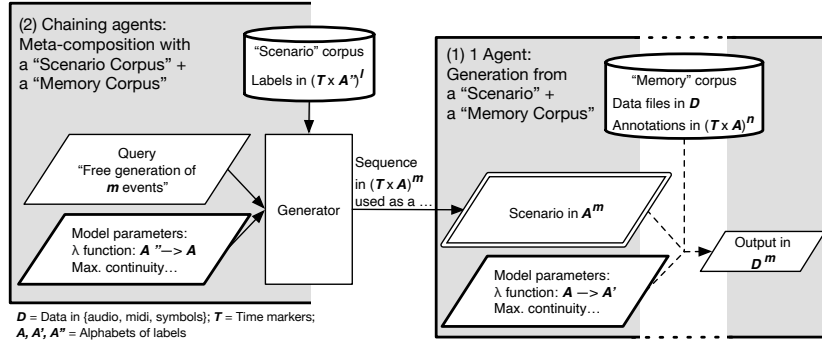 (2) Chaining agents:
Meta-composition with
a “Scenario Corpus” +
a “Memory Corpus”
“Scenario” corpus
Labels in (T x A”)^l
Query
“Free generation of
m events”
Model parameters:
λ function: A ”—> A
Max. continuity…
Generator
Sequence
in (T x A)^m
used as a …
D = Data in {audio, midi, symbols}; T = Time markers;
A, A’, A” = Alphabets of labels
(1) 1 Agent:
Generation from
a “Scenario” +
a “Memory Corpus”
“Memory” corpus
Data files in D
Annotations in (T x A)^n
Scenario in A^m
Model parameters:
λ function: A —> A’
Max. continuity…
Output in
D^m